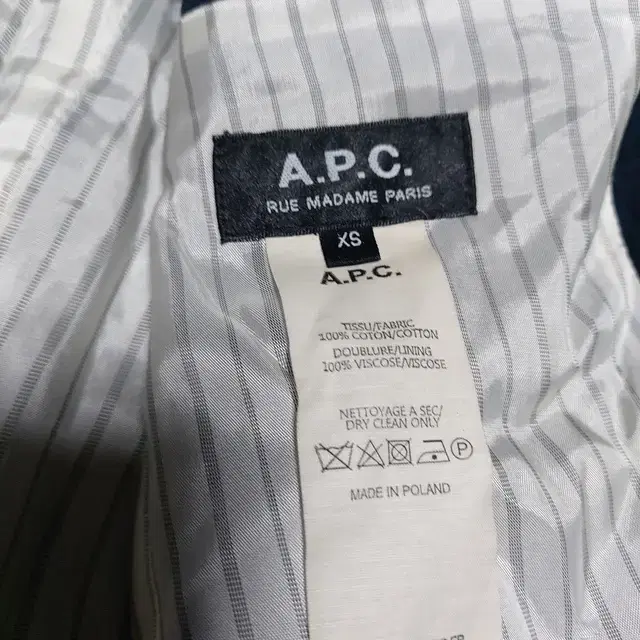 A.P.C.
RUE MADAME PARIS
XS
A.P.C.
TISSU/FABRIC
100% COTON/COTTON
DOUBLURE/LINING
100% VISCOSE/VISCOSE
NETTOYAGE A SEC/
DRY CLEAN ONLY
P
MADE IN POLAND